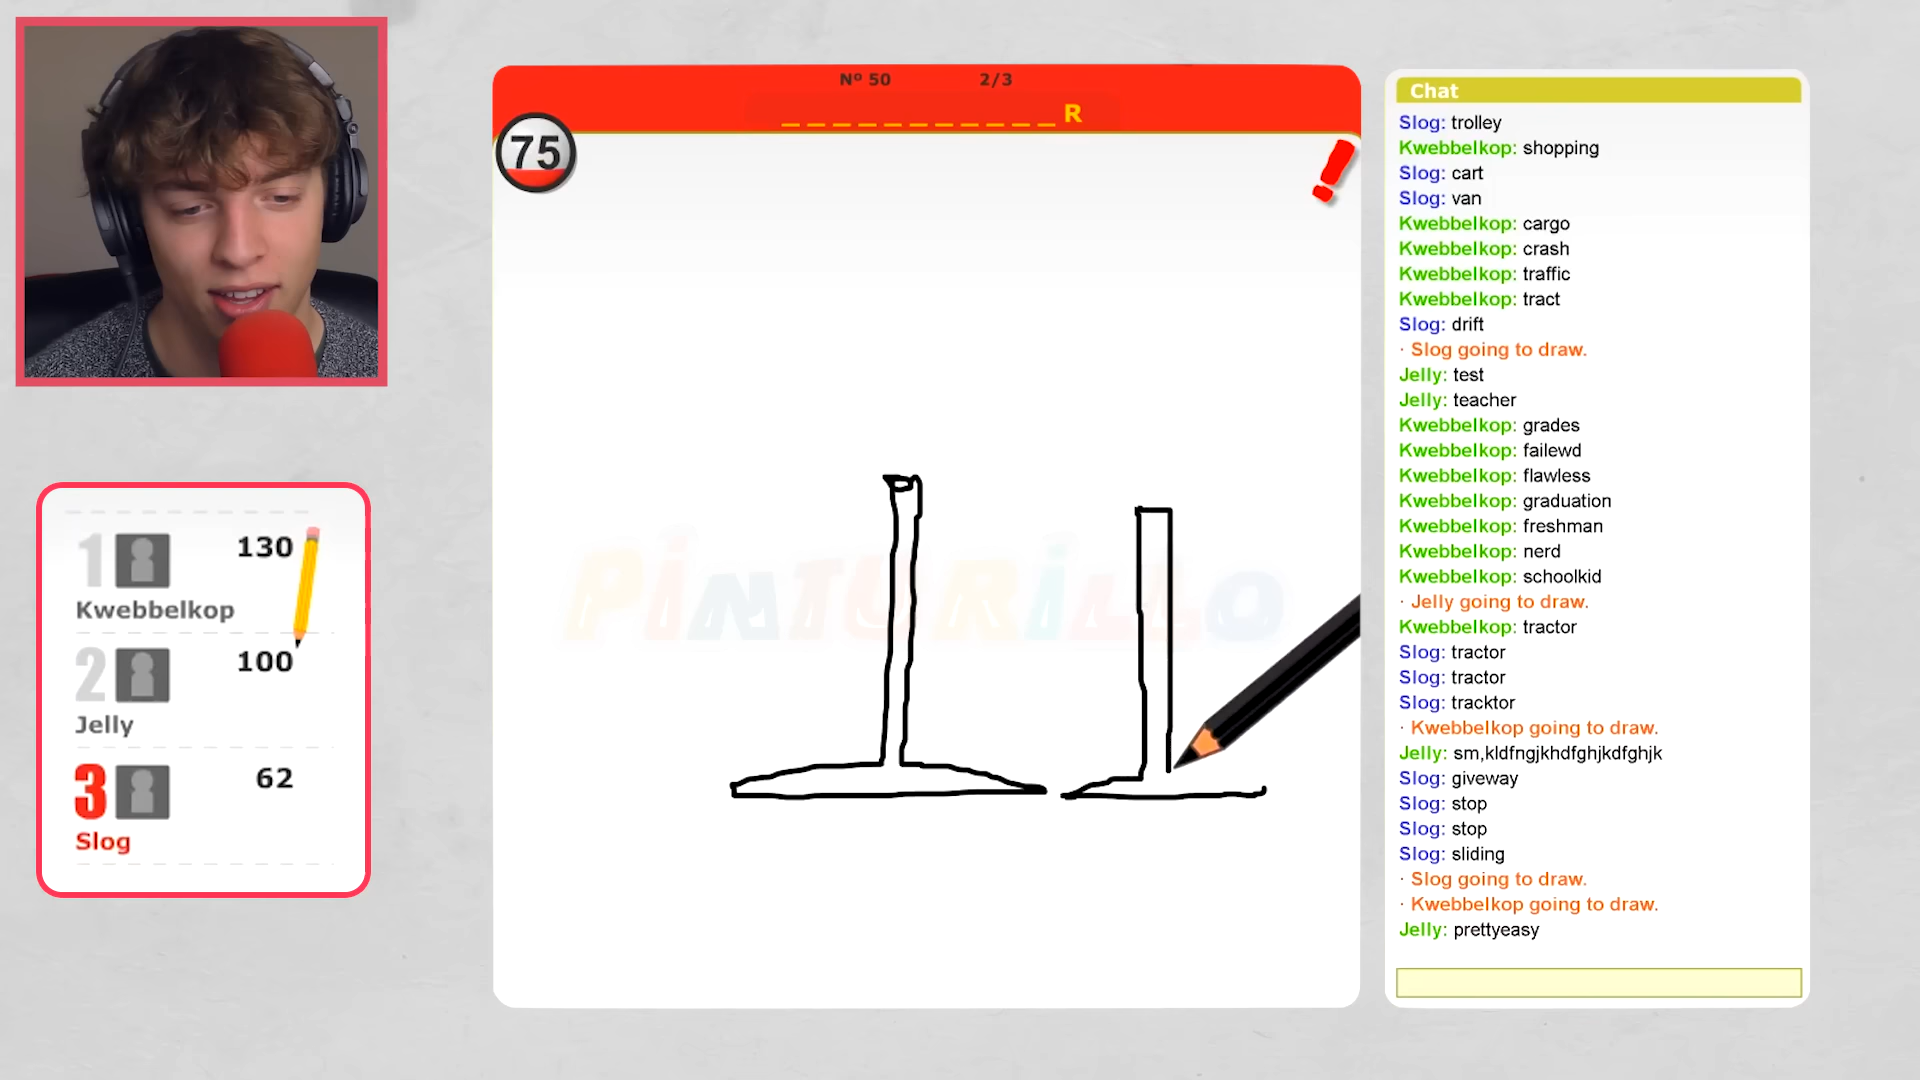 Nº 50 2/3
_ _ _ _ _ _ _ _ _ _ _ R
75
PINTURILLO
1 130
Kwebbelkop
2 100
Jelly
3 62
Slog
Chat
Slog: trolley
Kwebbelkop: shopping
Slog: cart
Slog: van
Kwebbelkop: cargo
Kwebbelkop: crash
Kwebbelkop: traffic
Kwebbelkop: tract
Slog: drift
· Slog going to draw.
Jelly: test
Jelly: teacher
Kwebbelkop: grades
Kwebbelkop: failewd
Kwebbelkop: flawless
Kwebbelkop: graduation
Kwebbelkop: freshman
Kwebbelkop: nerd
Kwebbelkop: schoolkid
· Jelly going to draw.
Kwebbelkop: tractor
Slog: tractor
Slog: tractor
Slog: tracktor
· Kwebbelkop going to draw.
Jelly: sm,kldfngjkhdfghjkdfghjk
Slog: giveway
Slog: stop
Slog: stop
Slog: sliding
· Slog going to draw.
· Kwebbelkop going to draw.
Jelly: prettyeasy